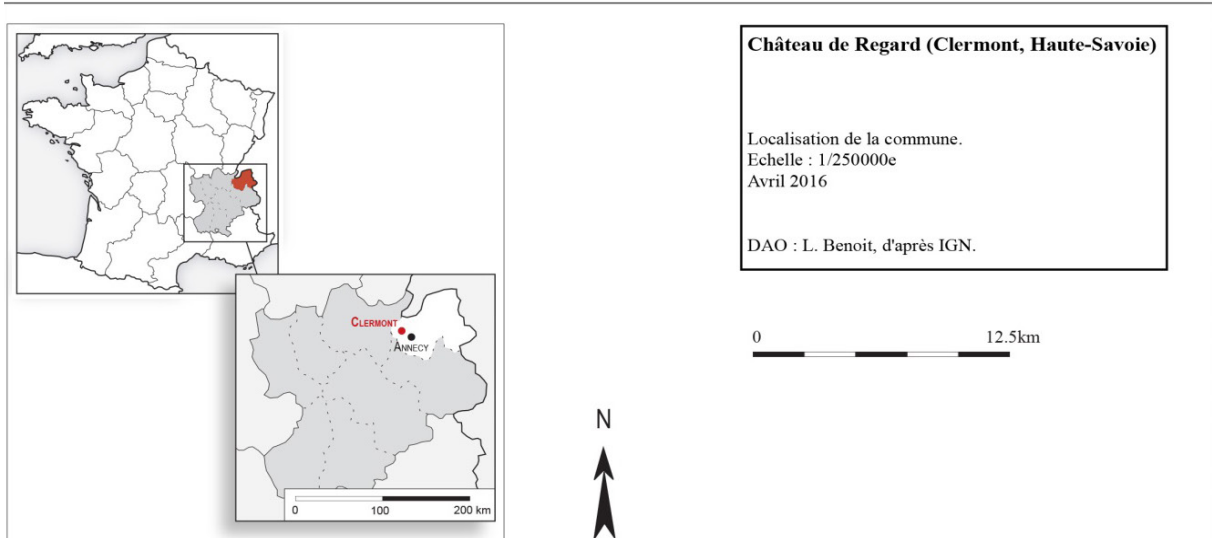 Château de Regard (Clermont, Haute-Savoie)
Localisation de la commune.
Echelle : 1/250000e
Avril 2016
DAO : L. Benoit, d'après IGN.
0 12.5km
CLERMONT
ANNECY
N
0 100 200 km